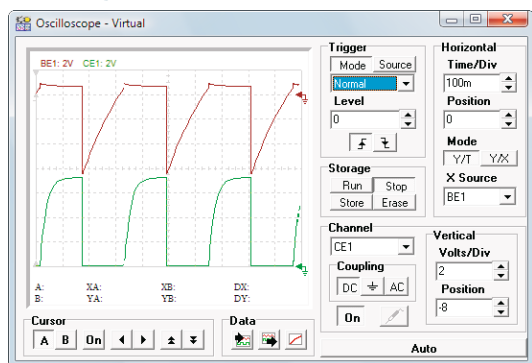 Oscilloscope - Virtual
BE1: 2V CE1: 2V
A: XA: XB: DX:
B: YA: YB: DY:
Cursor
A B On
Data
Trigger
Mode Source
Normal
Level
0
Storage
Run Stop
Store Erase
Channel
CE1
Coupling
DC AC
On
Horizontal
Time/Div
100m
Position
0
Mode
Y/T Y/X
X Source
BE1
Vertical
Volts/Div
2
Position
-8
Auto